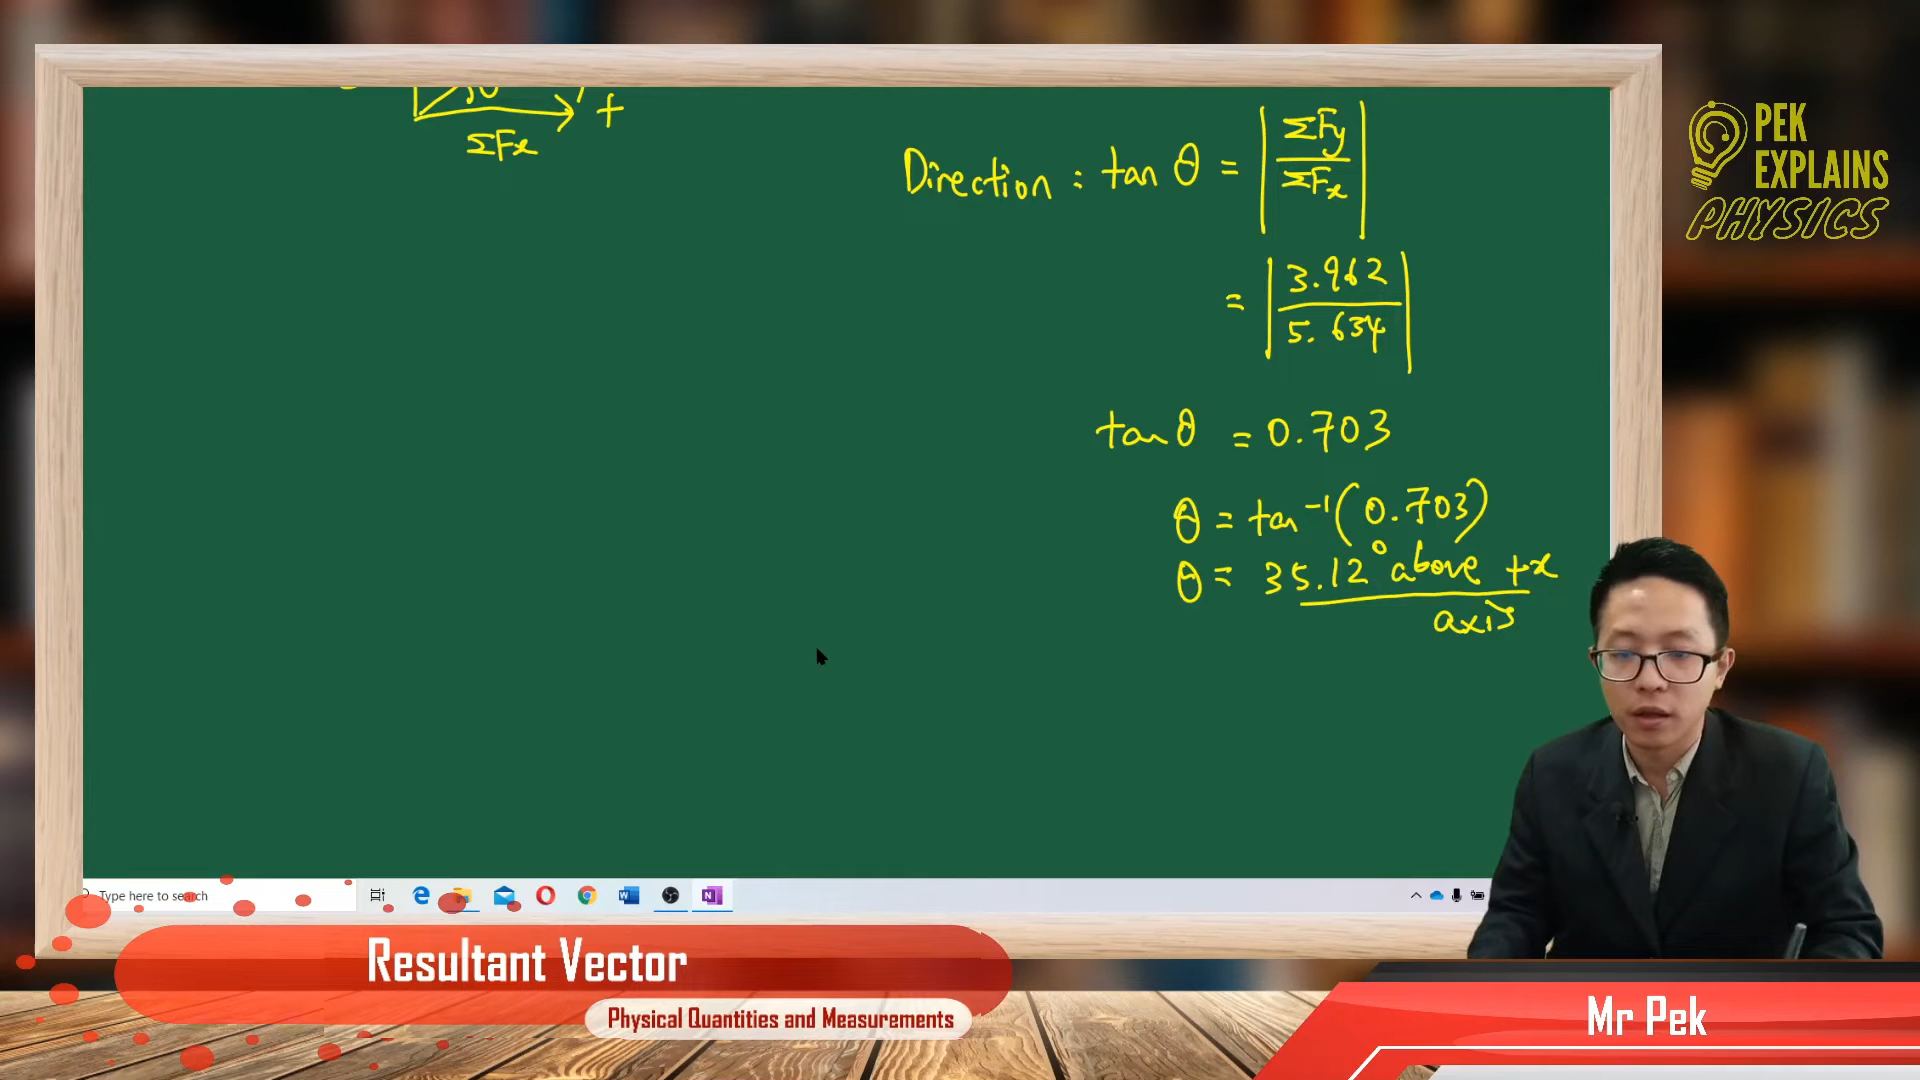 ΣFx
+
Direction : tan θ = |ΣFy / ΣFx|
= |3.962 / 5.634|
tan θ = 0.703
θ = tan⁻¹(0.703)
θ = 35.12° above +x
axis
PEK
EXPLAINS
PHYSICS
Type here to search
Resultant Vector
Physical Quantities and Measurements
Mr Pek